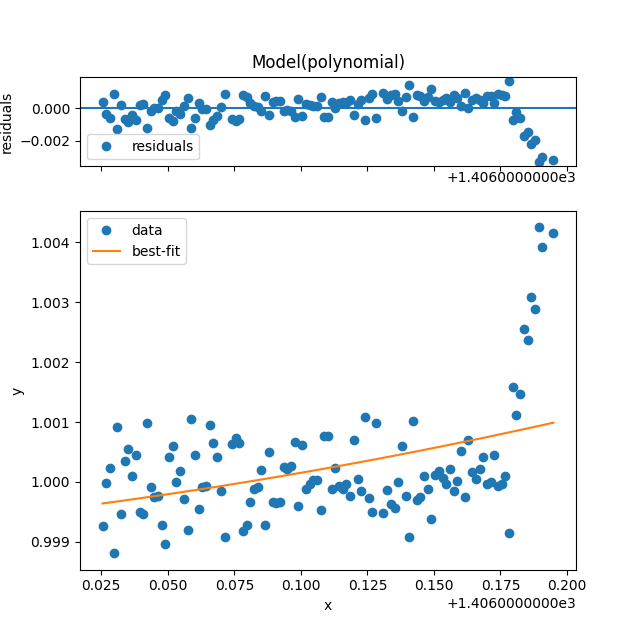 Model(polynomial)
residuals
0.000
−0.002
residuals
+1.4060000000e3
data
best-fit
y
1.004
1.003
1.002
1.001
1.000
0.999
0.025 0.050 0.075 0.100 0.125 0.150 0.175 0.200
x
+1.4060000000e3